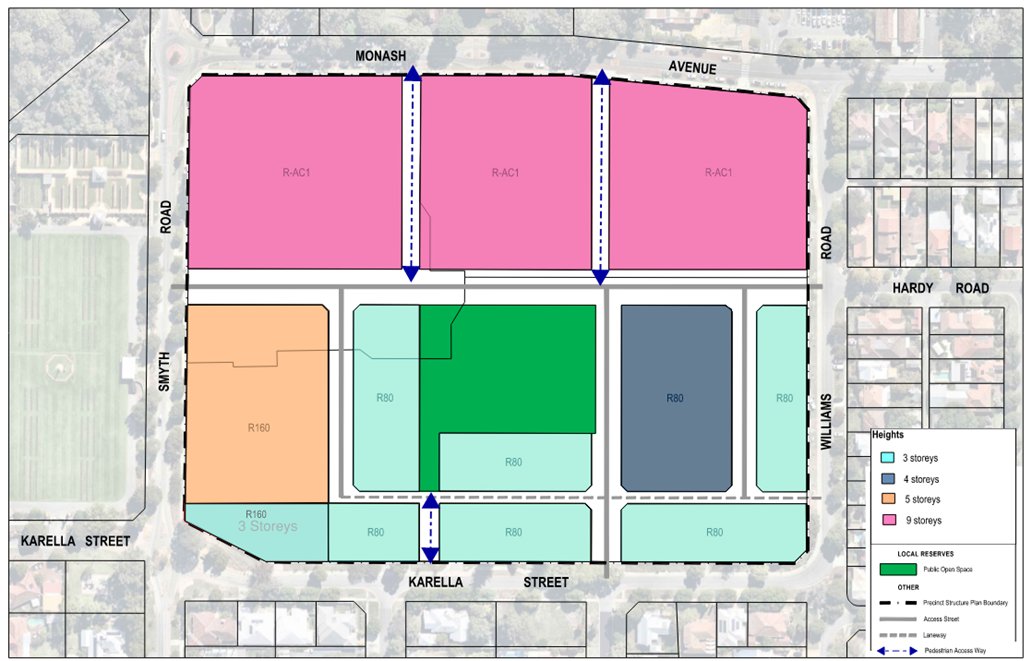 MONASH
AVENUE
R-AC1
R-AC1
R-AC1
ROAD
ROAD
HARDY ROAD
SMYTH
R80
R80
R80
R160
WILLIAMS
R80
R160
3 Storeys
R80
R80
R80
KARELLA STREET
KARELLA STREET
Heights
3 storeys
4 storeys
5 storeys
9 storeys
LOCAL RESERVES
Public Open Space
OTHER
Precinct Structure Plan Boundary
Access Street
Laneway
Pedestrian Access Way